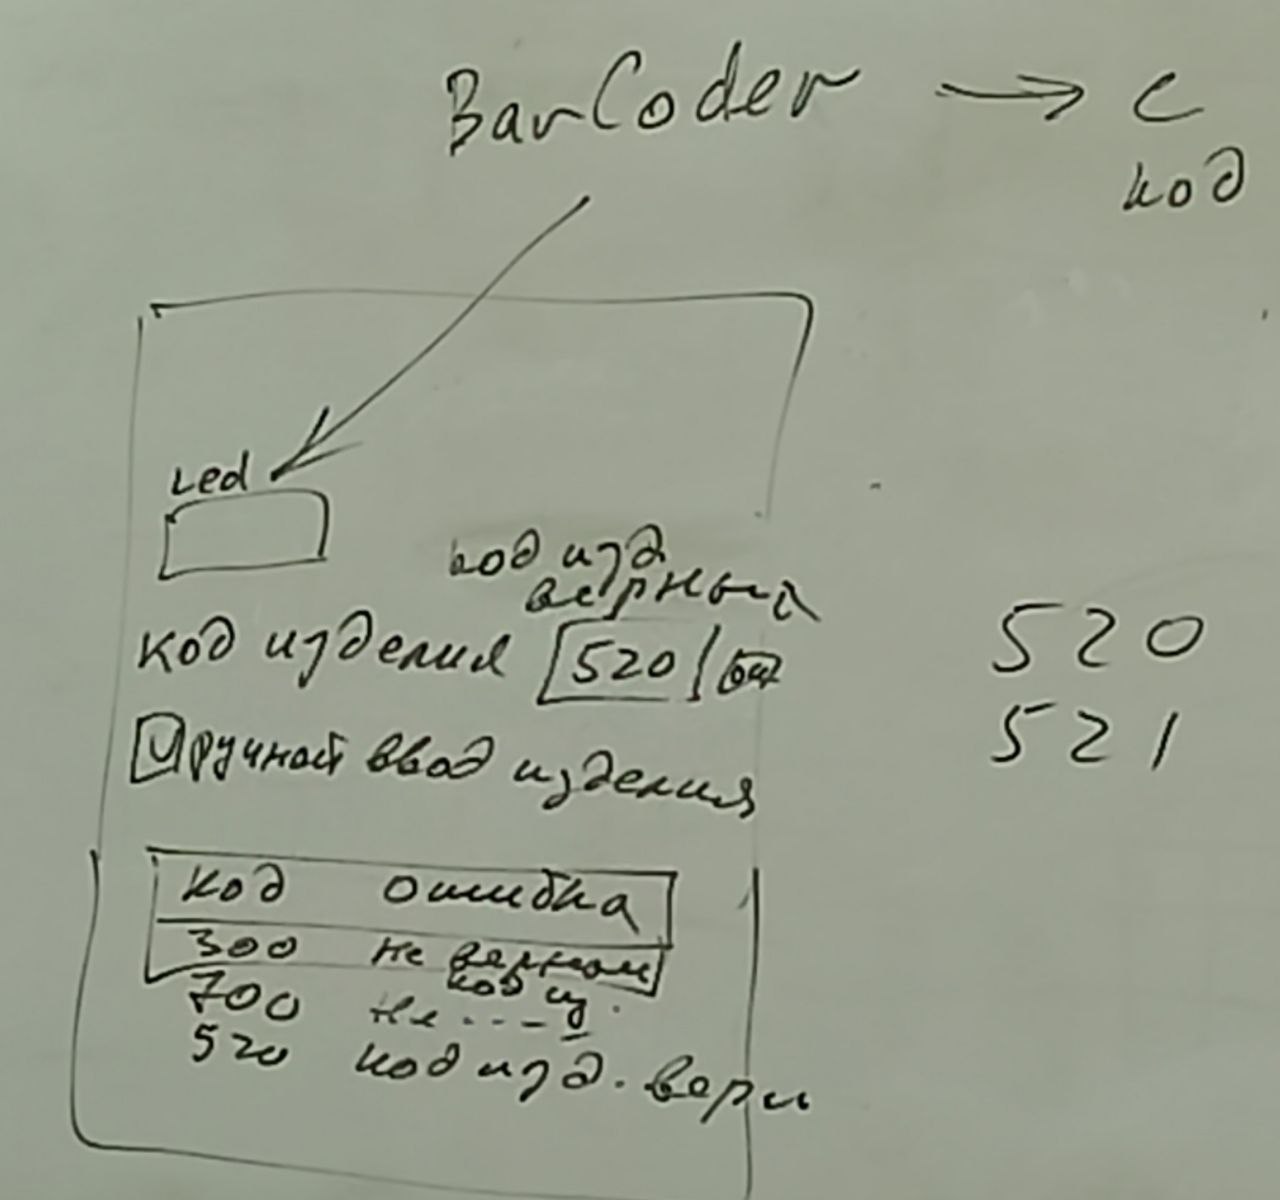 BarCoder → C
код
Led
код изд
верный
код изделия 520
520
521
ручной ввод изделия
код ошибка
300 не верный
код из.
700 не ...
520 код изд. верн